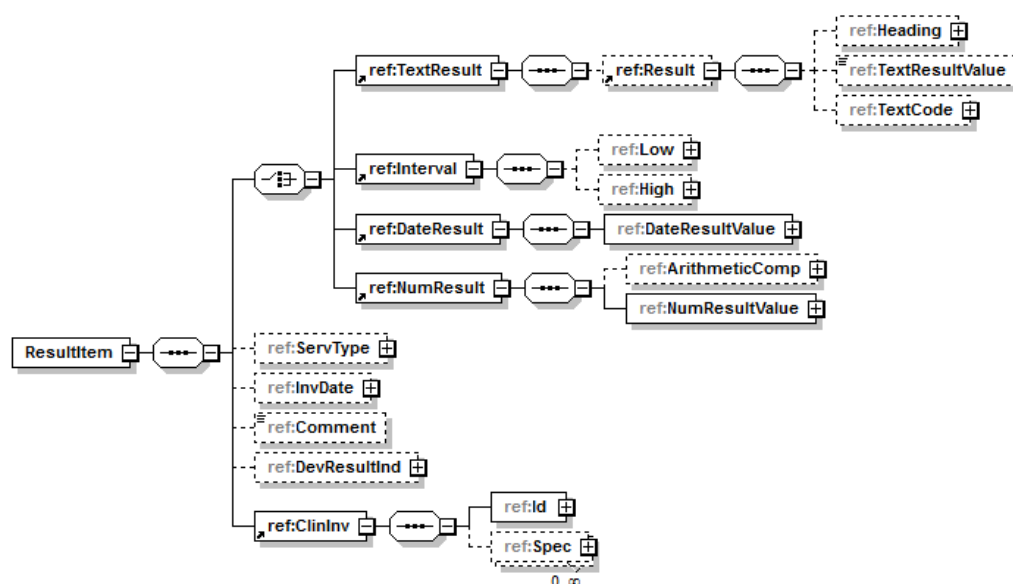 ref:Heading
ref:TextResult
ref:Result
ref:TextResultValue
ref:TextCode
ref:Interval
ref:Low
ref:High
ref:DateResult
ref:DateResultValue
ref:NumResult
ref:ArithmeticComp
ref:NumResultValue
ResultItem
ref:ServType
ref:InvDate
ref:Comment
ref:DevResultInd
ref:ClinInv
ref:Id
ref:Spec
0..∞